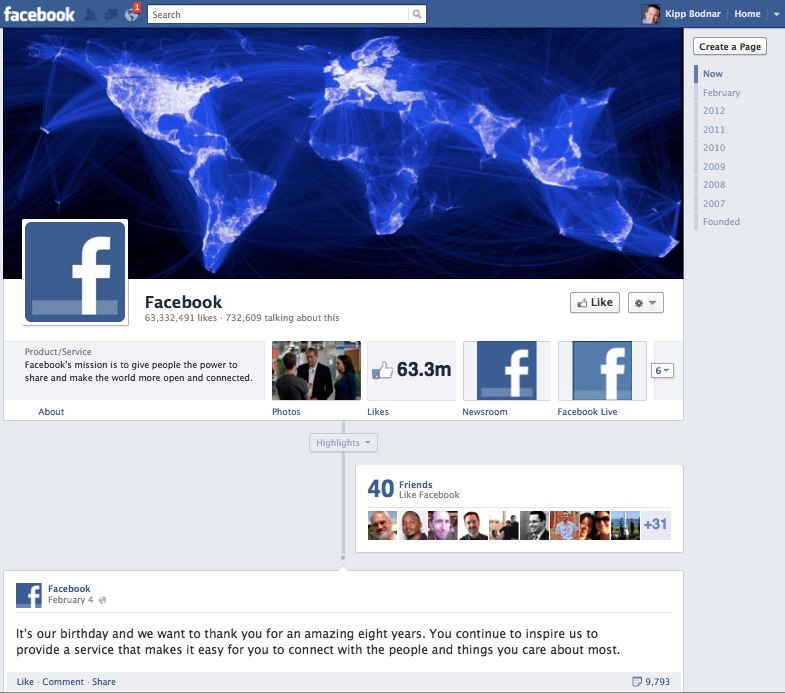 facebook
1
Search
Kipp Bodnar
Home
Create a Page
Now
February
2012
2011
2010
2009
2008
2007
Founded
f
Facebook
63,332,491 likes · 732,609 talking about this
Like
Product/Service
Facebook's mission is to give people the power to
share and make the world more open and connected.
About
Photos
63.3m
Likes
f
Newsroom
f
Facebook Live
6
Highlights
40 Friends
Like Facebook
+31
f
Facebook
February 4
It's our birthday and we want to thank you for an amazing eight years. You continue to inspire us to
provide a service that makes it easy for you to connect with the people and things you care about most.
Like · Comment · Share
9,793